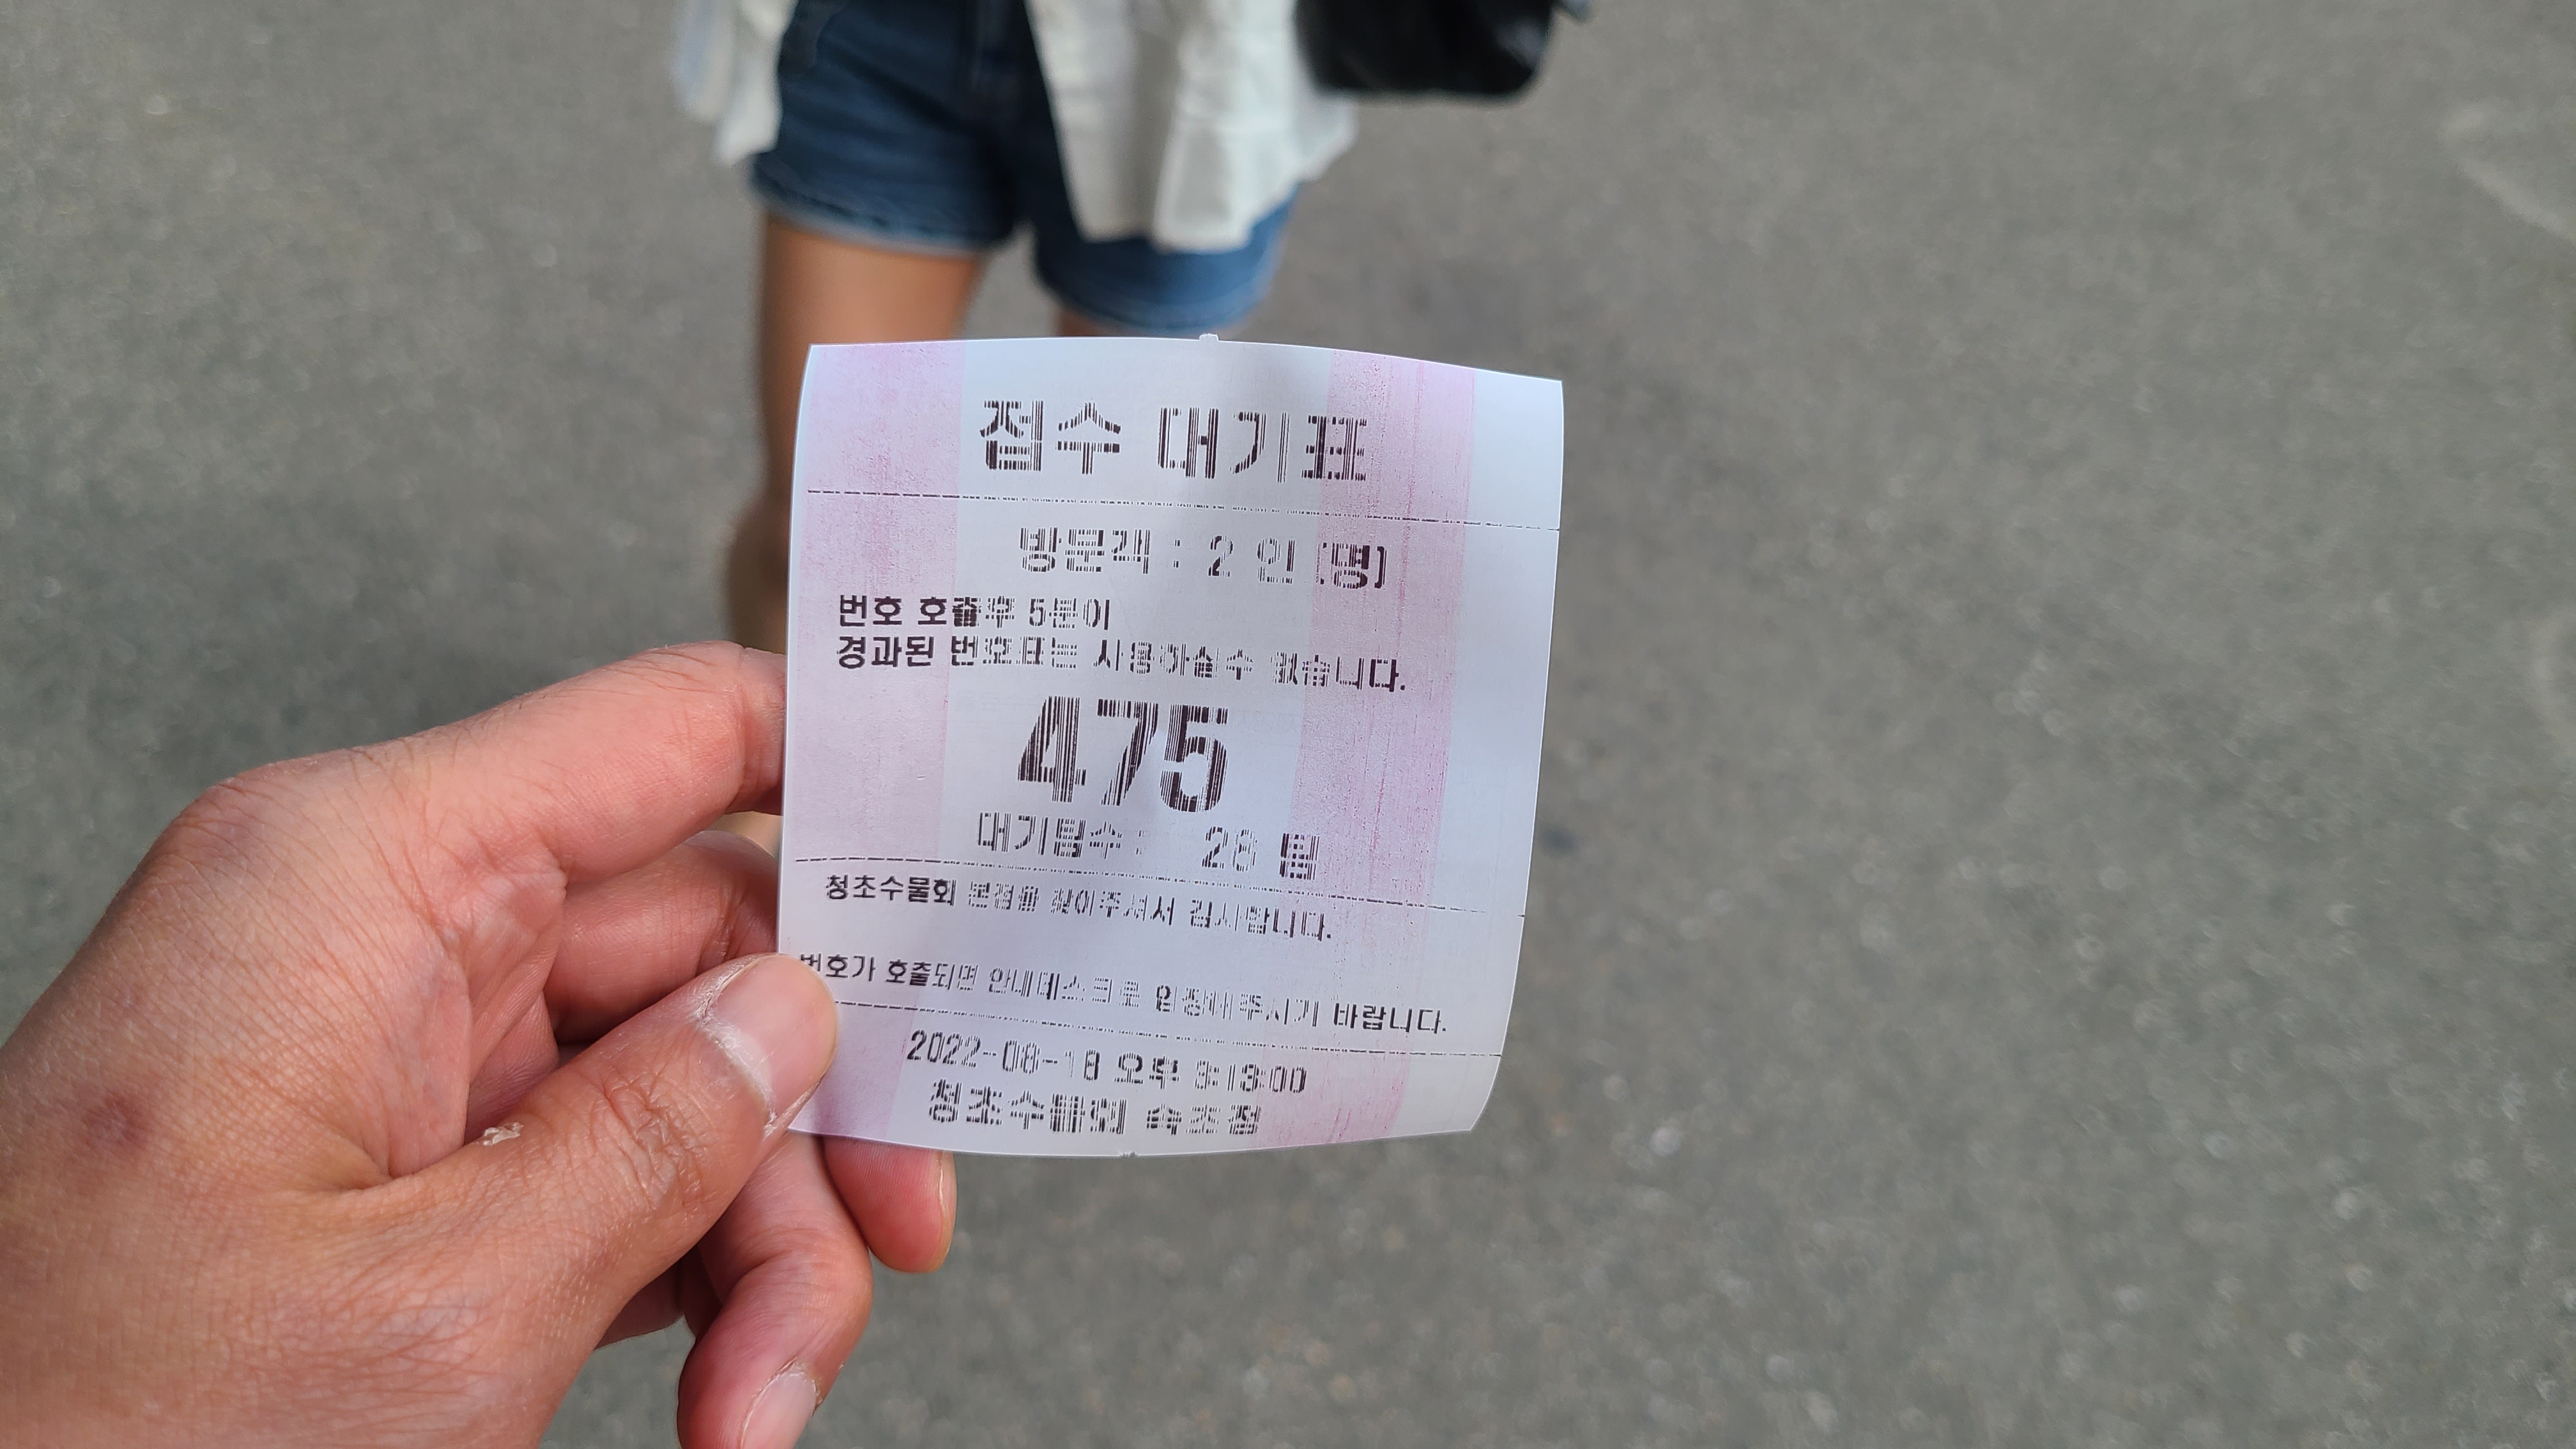 접수 대기표
방문객 : 2 인 (명)
번호 호출후 5분이
경과된 번호표는 사용하실수 없습니다.
475
대기팀수 : 28 팀
청초수물회 본점을 찾아주셔서 감사합니다.
번호가 호출되면 안내데스크로 입장해주시기 바랍니다.
2022-08-18 오후 3:13:00
청초수물회 속초점